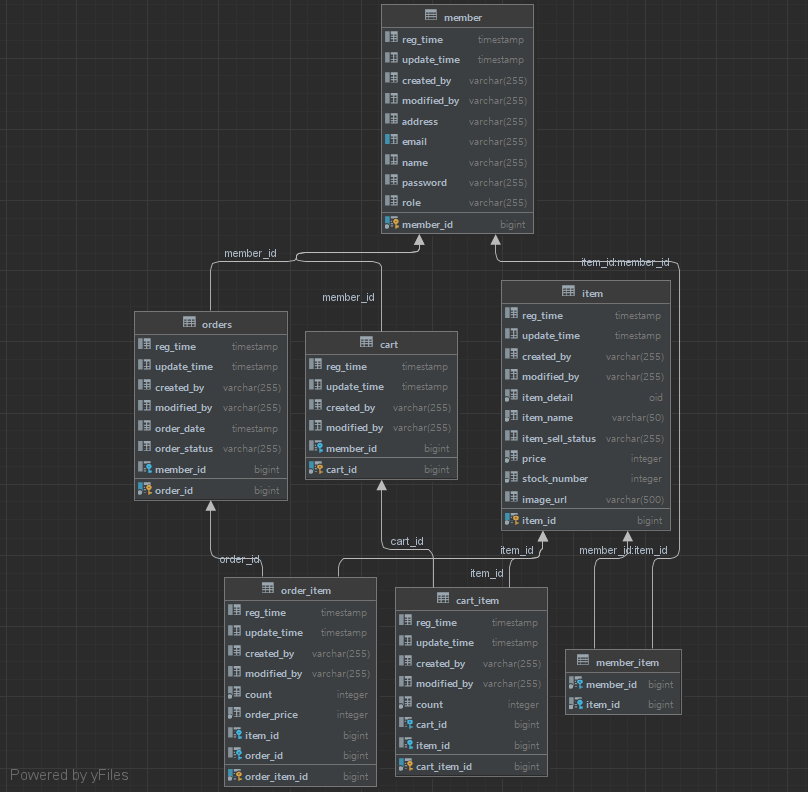 member
reg_time timestamp
update_time timestamp
created_by varchar(255)
modified_by varchar(255)
address varchar(255)
email varchar(255)
name varchar(255)
password varchar(255)
role varchar(255)
member_id bigint
member_id
item_id:member_id
member_id
orders
reg_time timestamp
update_time timestamp
created_by varchar(255)
modified_by varchar(255)
order_date timestamp
order_status varchar(255)
member_id bigint
order_id bigint
cart
reg_time timestamp
update_time timestamp
created_by varchar(255)
modified_by varchar(255)
member_id bigint
cart_id bigint
item
reg_time timestamp
update_time timestamp
created_by varchar(255)
modified_by varchar(255)
item_detail oid
item_name varchar(50)
item_sell_status varchar(255)
price integer
stock_number integer
image_url varchar(500)
item_id bigint
order_id
cart_id
item_id
member_id:item_id
item_id
order_item
reg_time timestamp
update_time timestamp
created_by varchar(255)
modified_by varchar(255)
count integer
order_price integer
item_id bigint
order_id bigint
order_item_id bigint
cart_item
reg_time timestamp
update_time timestamp
created_by varchar(255)
modified_by varchar(255)
count integer
cart_id bigint
item_id bigint
cart_item_id bigint
member_item
member_id bigint
item_id bigint
Powered by yFiles